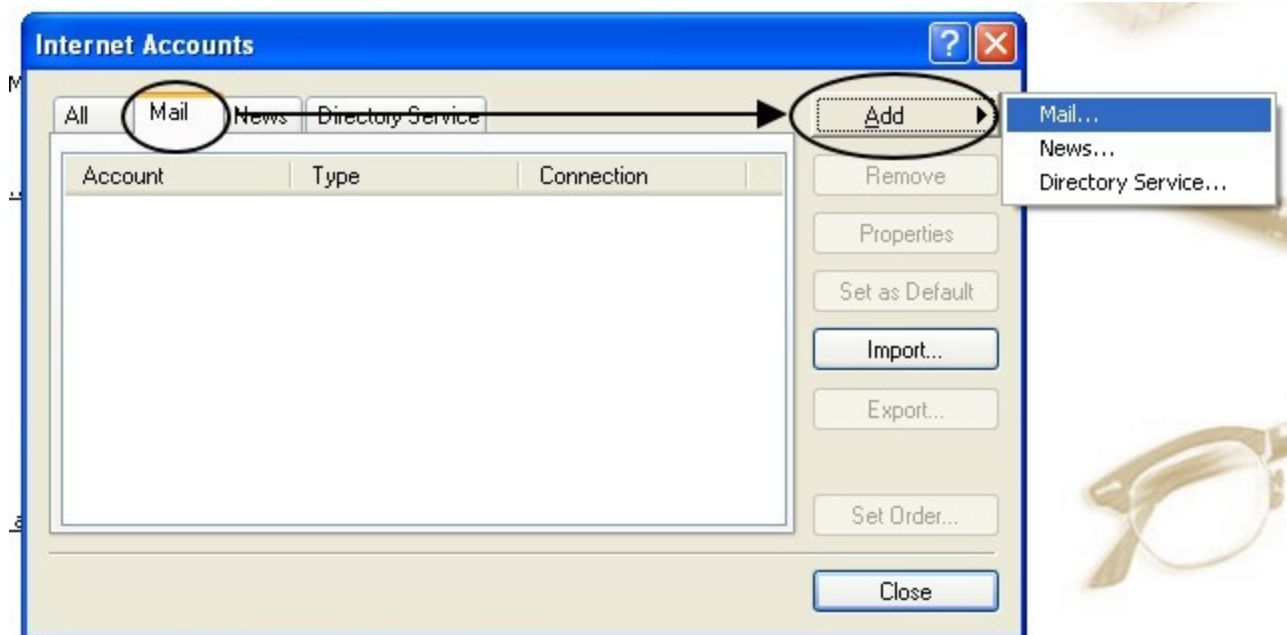 Internet Accounts
All Mail News Directory Service
Add
Mail...
News...
Directory Service...
Account Type Connection
Remove
Properties
Set as Default
Import...
Export...
Set Order...
Close